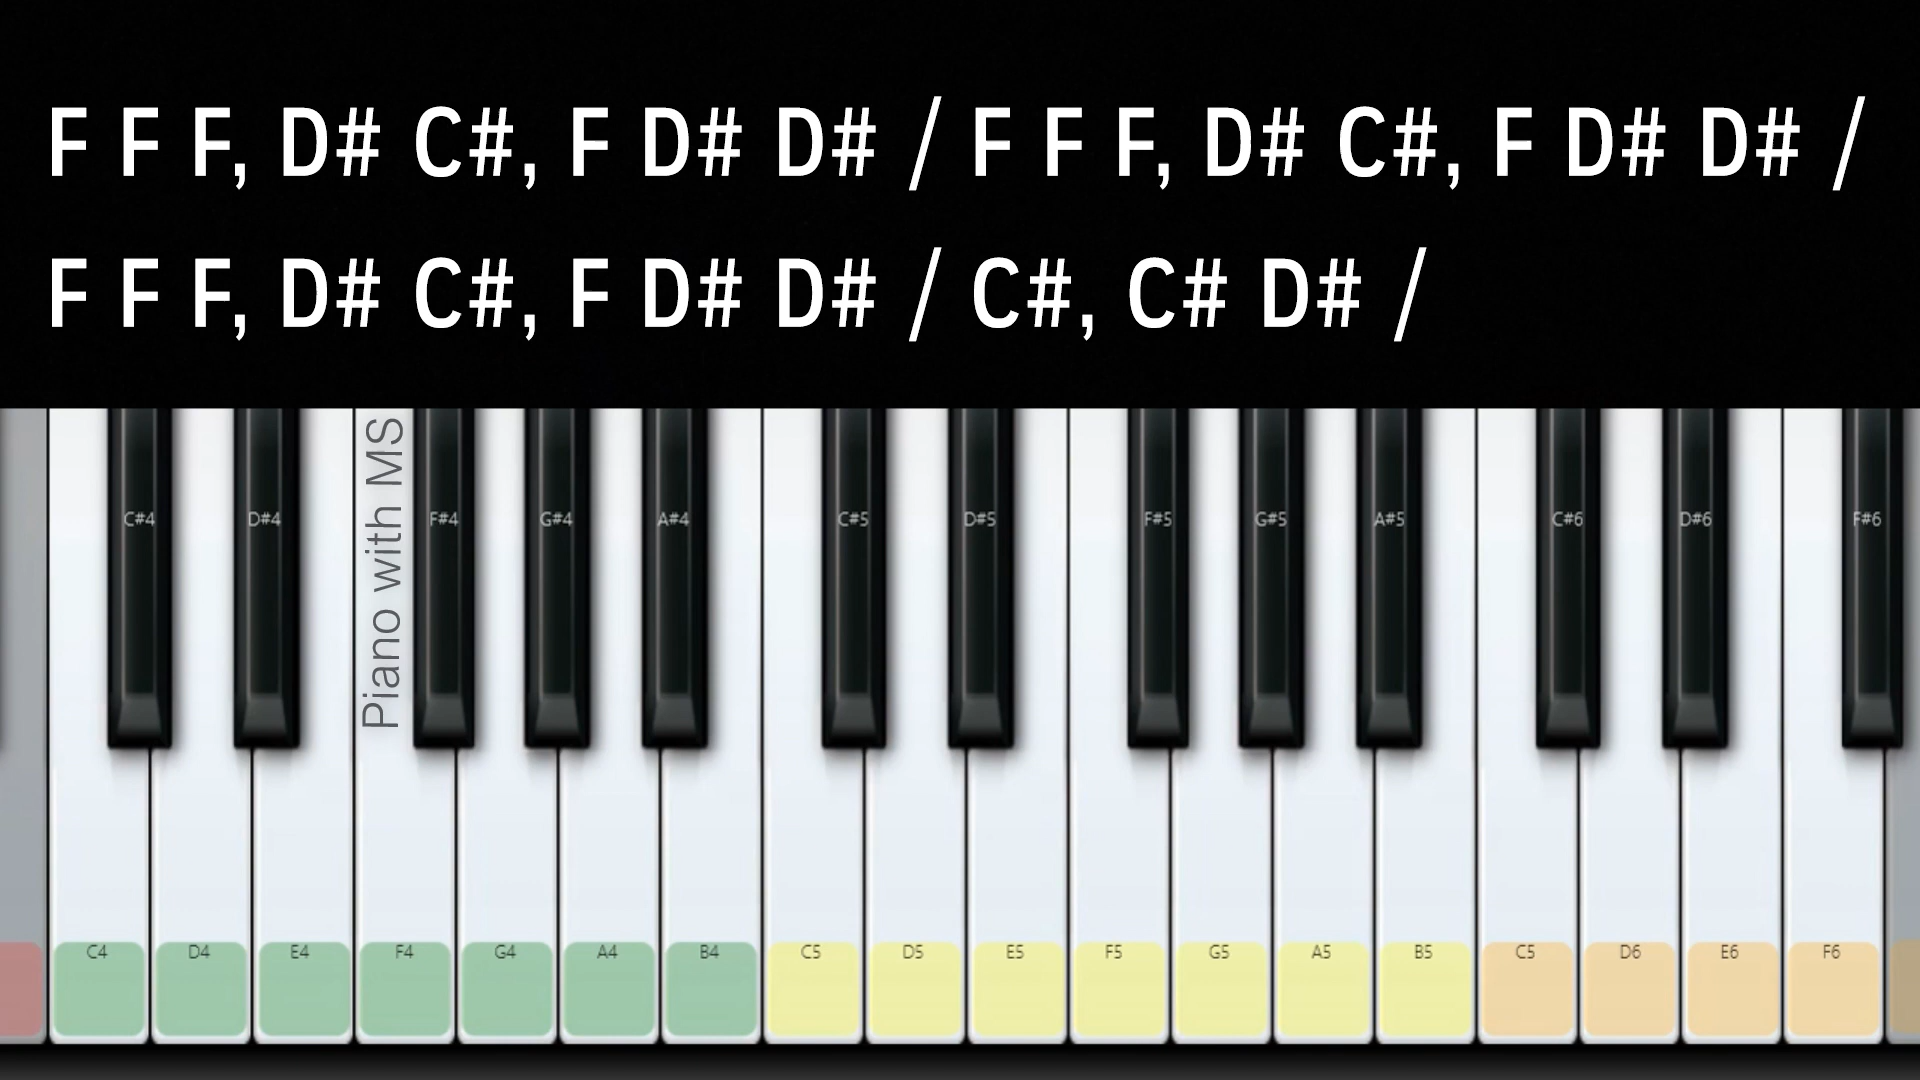 F F F, D# C#, F D# D# / F F F, D# C#, F D# D# /
F F F, D# C#, F D# D# / C#, C# D# /
Piano with MS
C#4 D#4 F#4 G#4 A#4 C#5 D#5 F#5 G#5 A#5 C#6 D#6 F#6
C4 D4 E4 F4 G4 A4 B4 C5 D5 E5 F5 G5 A5 B5 C5 D6 E6 F6